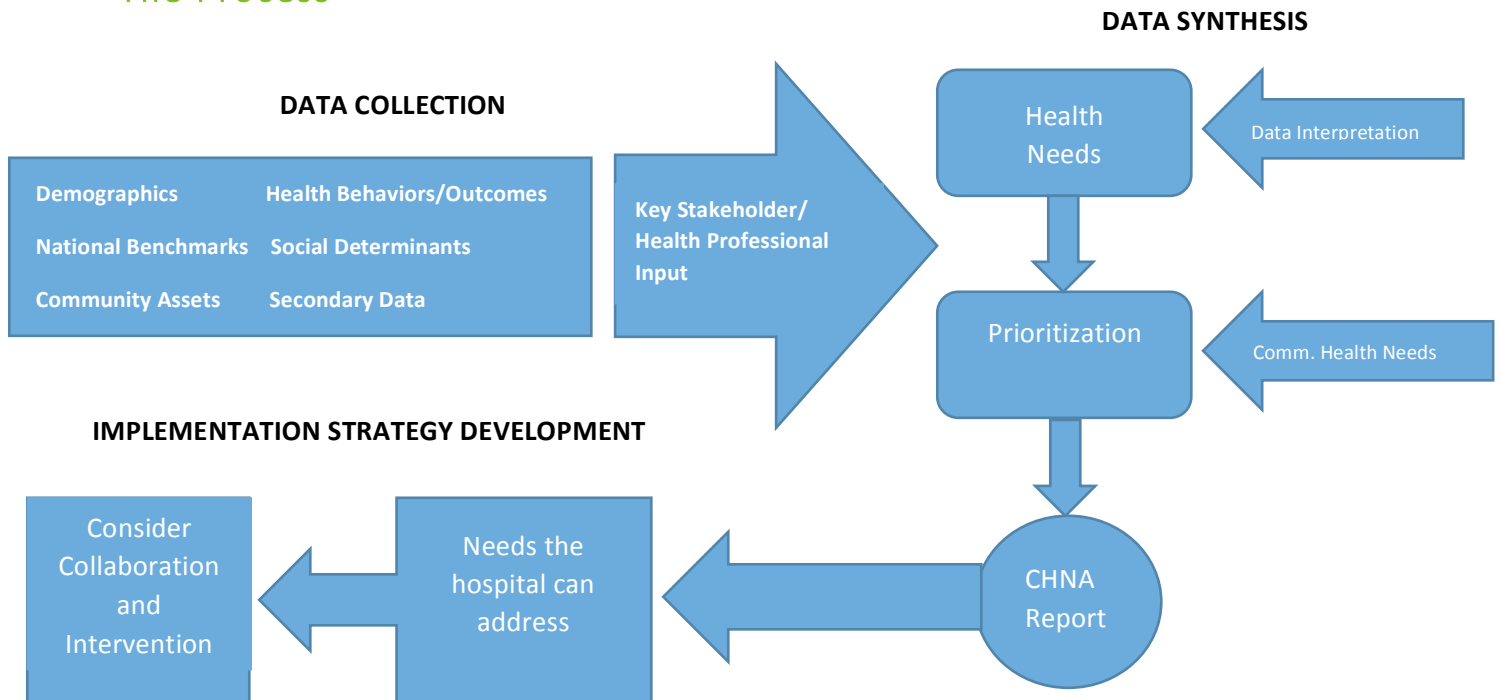 DATA SYNTHESIS
DATA COLLECTION
Demographics Health Behaviors/Outcomes
National Benchmarks Social Determinants
Community Assets Secondary Data
Key Stakeholder/
Health Professional
Input
Health
Needs
Data Interpretation
Prioritization
Comm. Health Needs
IMPLEMENTATION STRATEGY DEVELOPMENT
Consider
Collaboration
and
Intervention
Needs the
hospital can
address
CHNA
Report